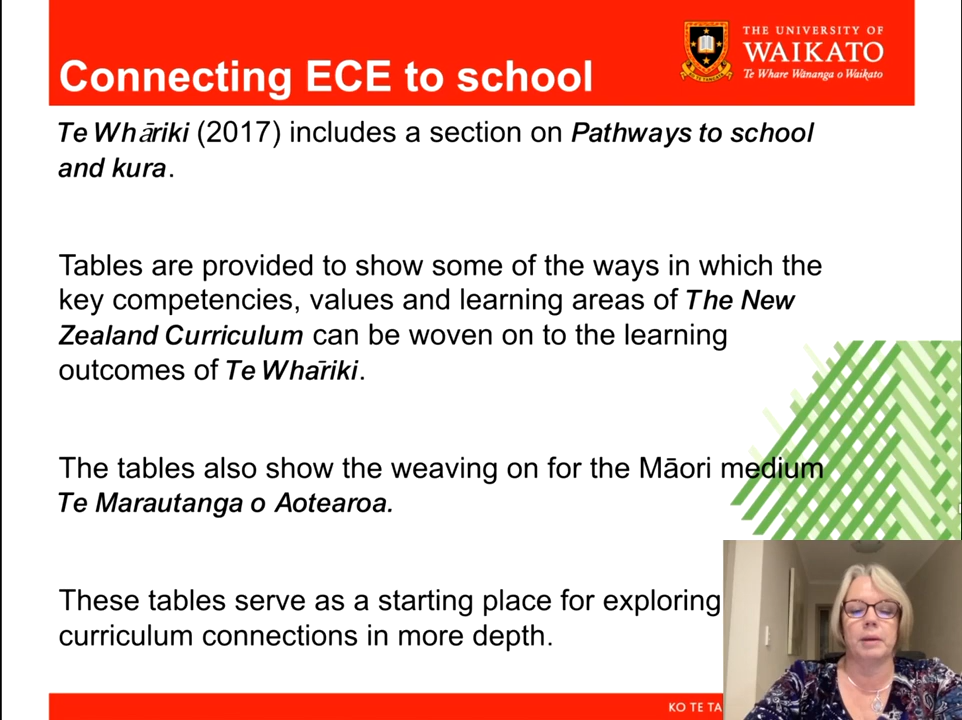 Connecting ECE to school
THE UNIVERSITY OF
WAIKATO
Te Whare Wānanga o Waikato
Te Whāriki (2017) includes a section on Pathways to school
and kura.
Tables are provided to show some of the ways in which the
key competencies, values and learning areas of The New
Zealand Curriculum can be woven on to the learning
outcomes of Te Whāriki.
The tables also show the weaving on for the Māori medium
Te Marautanga o Aotearoa.
These tables serve as a starting place for exploring
curriculum connections in more depth.
KO TE TA